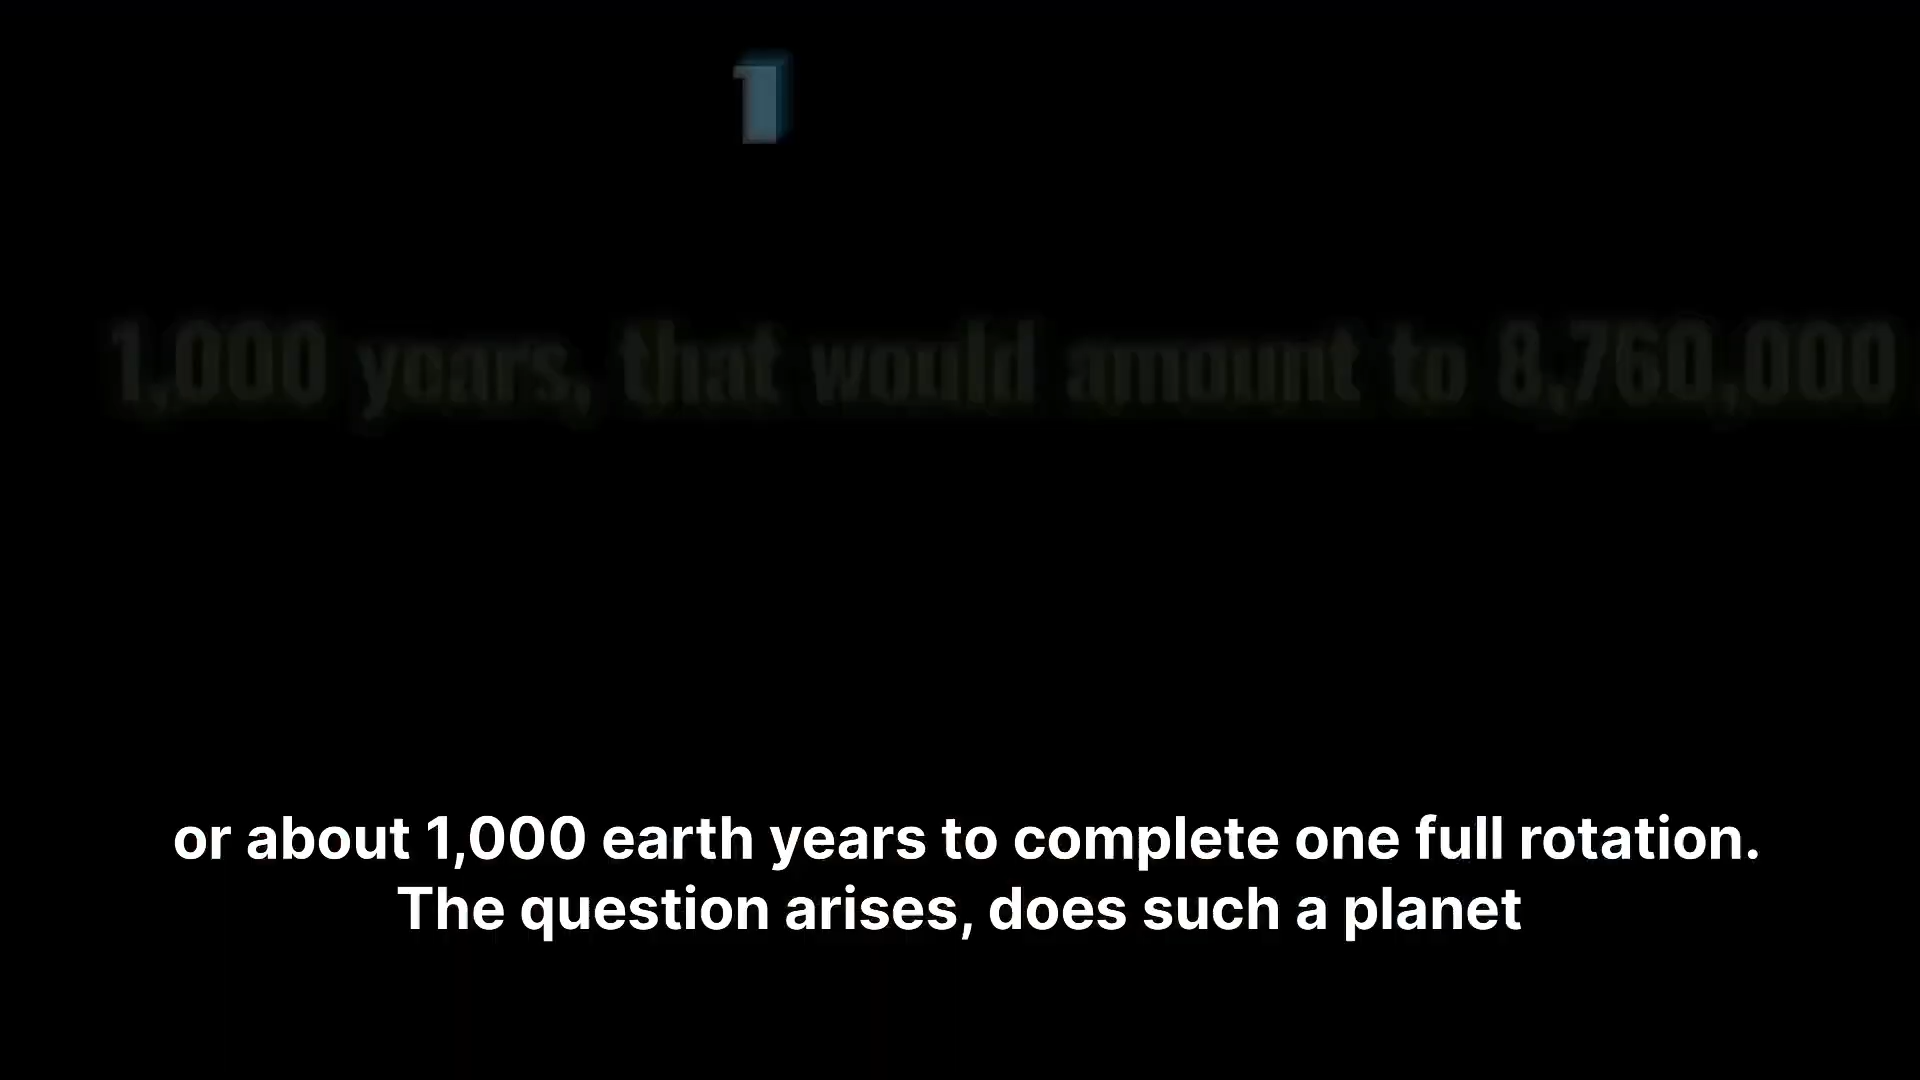 1
1,000 years, that would amount to 8,760,000
or about 1,000 earth years to complete one full rotation.
The question arises, does such a planet